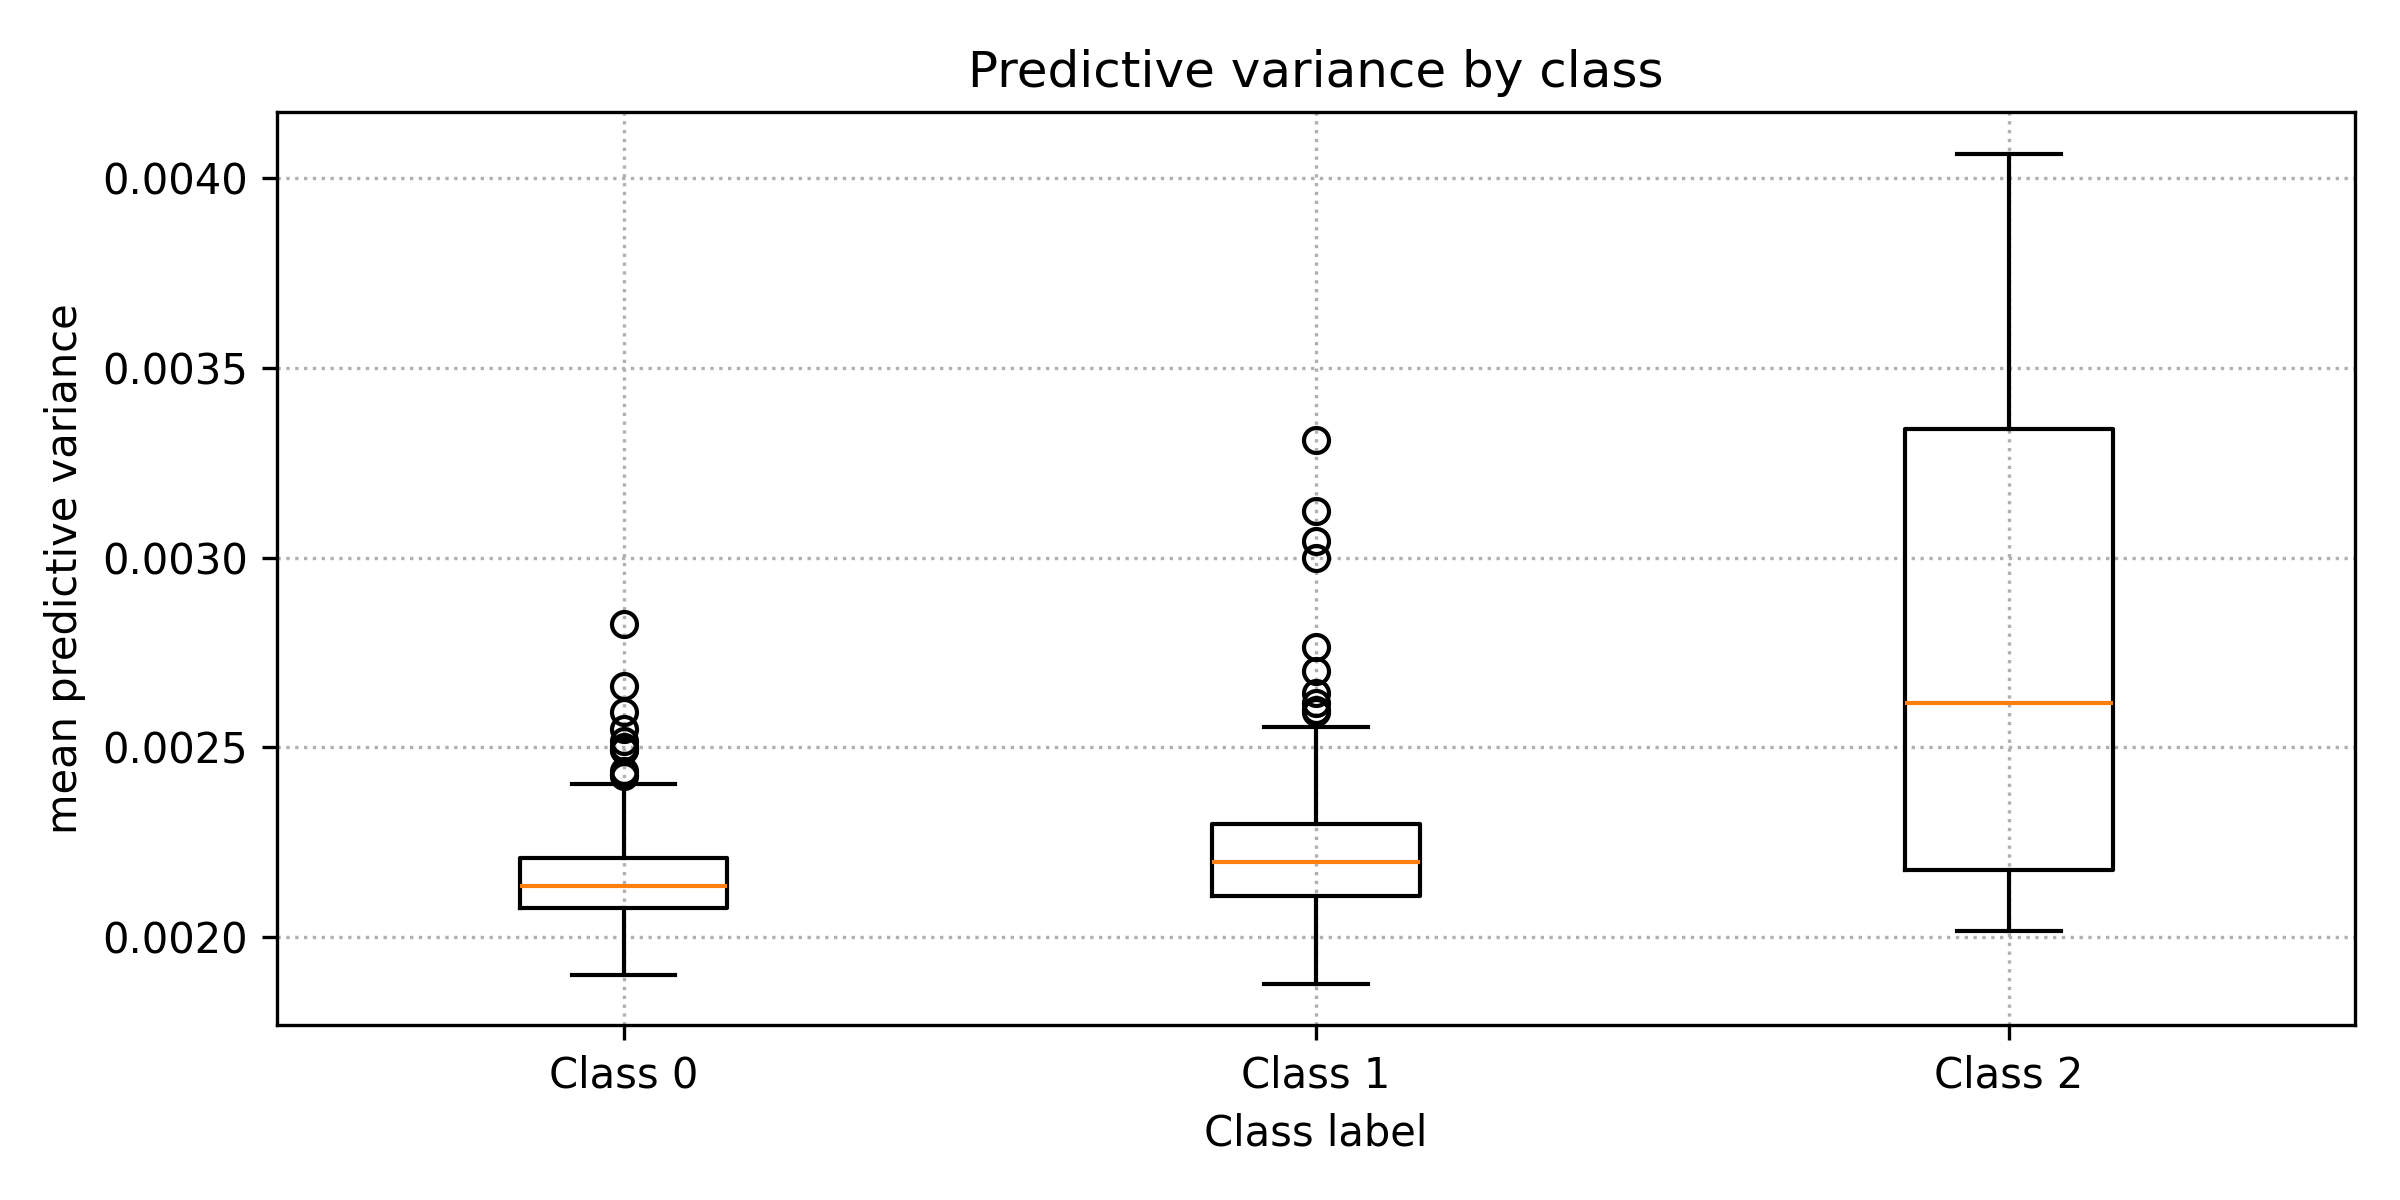 Predictive variance by class
mean predictive variance
0.0040
0.0035
0.0030
0.0025
0.0020
Class 0
Class 1
Class 2
Class label